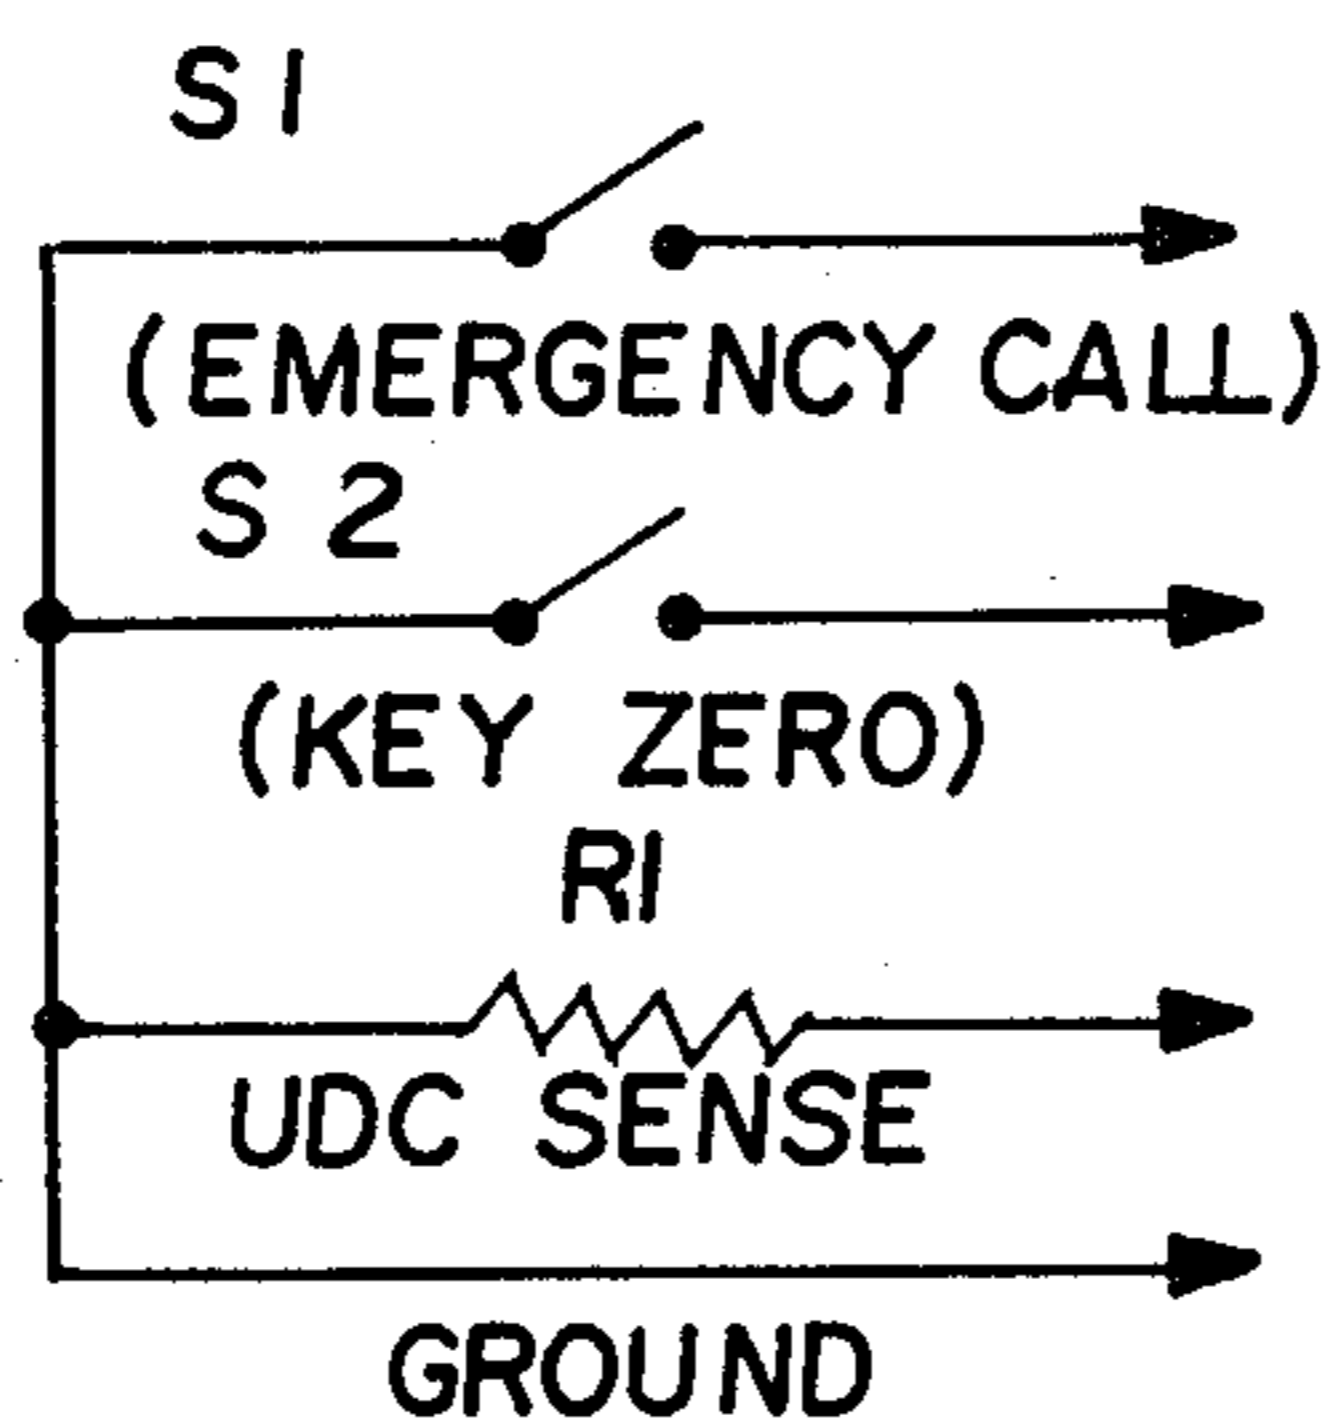 S1
(EMERGENCY CALL)
S2
(KEY ZERO)
R1
UDC SENSE
GROUND